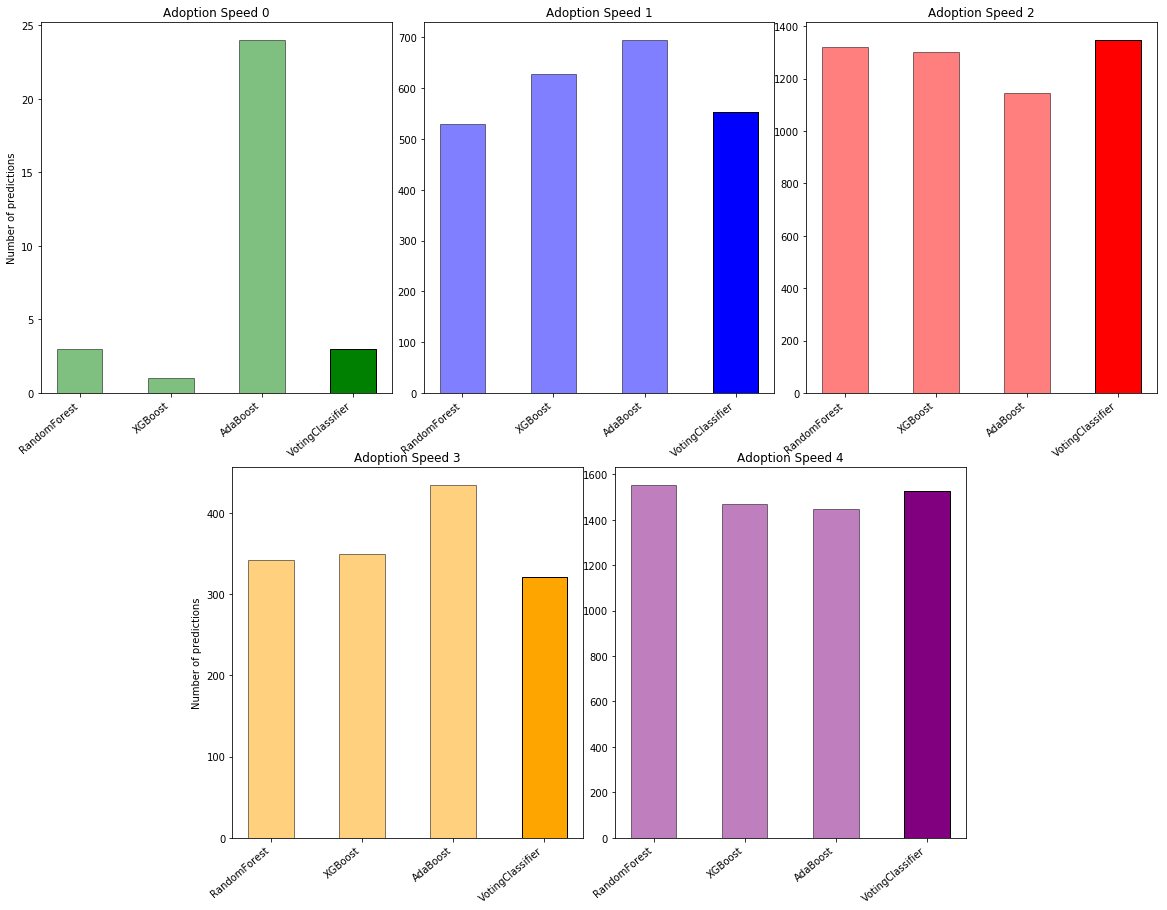 Adoption Speed 0
Number of predictions
25
20
15
10
5
0
RandomForest
XGBoost
AdaBoost
VotingClassifier
Adoption Speed 1
700
600
500
400
300
200
100
0
RandomForest
XGBoost
AdaBoost
VotingClassifier
Adoption Speed 2
1400
1200
1000
800
600
400
200
0
RandomForest
XGBoost
AdaBoost
VotingClassifier
Adoption Speed 3
Number of predictions
400
300
200
100
0
RandomForest
XGBoost
AdaBoost
VotingClassifier
Adoption Speed 4
1600
1400
1200
1000
800
600
400
200
0
RandomForest
XGBoost
AdaBoost
VotingClassifier